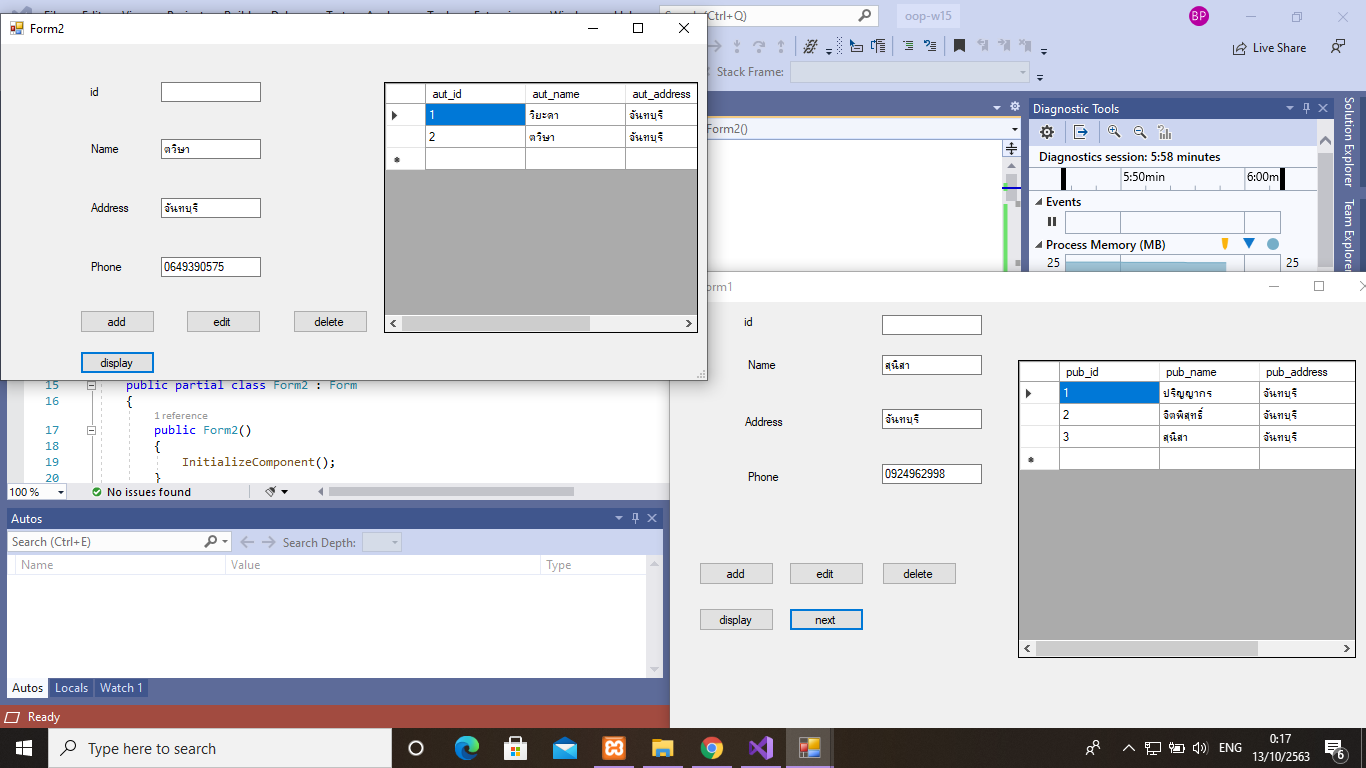 Form2
Search (Ctrl+Q)
oop-w15
BP
Live Share
Stack Frame:
id
Name
ตวิษา
Address
จันทบุรี
Phone
0649390575
add
edit
delete
display
aut_id
aut_name
aut_address
1
วิมะดา
จันทบุรี
2
ตวิษา
จันทบุรี
Form2()
Diagnostic Tools
Diagnostics session: 5:58 minutes
5:50min
6:00m
Events
Process Memory (MB)
25
25
Solution Explorer
Team Explorer
15 public partial class Form2 : Form
16 {
1 reference
17 public Form2()
18 {
19 InitializeComponent();
20 }
100 %
No issues found
Autos
Search (Ctrl+E)
Search Depth:
Name Value Type
Autos Locals Watch 1
Ready
orm1
id
Name
สุนิสา
Address
จันทบุรี
Phone
0924962998
add
edit
delete
display
next
pub_id
pub_name
pub_address
1
ปริญญากร
จันทบุรี
2
จิตพิสุทธิ์
จันทบุรี
3
สุนิสา
จันทบุรี
Type here to search
ENG
0:17
13/10/2563
6